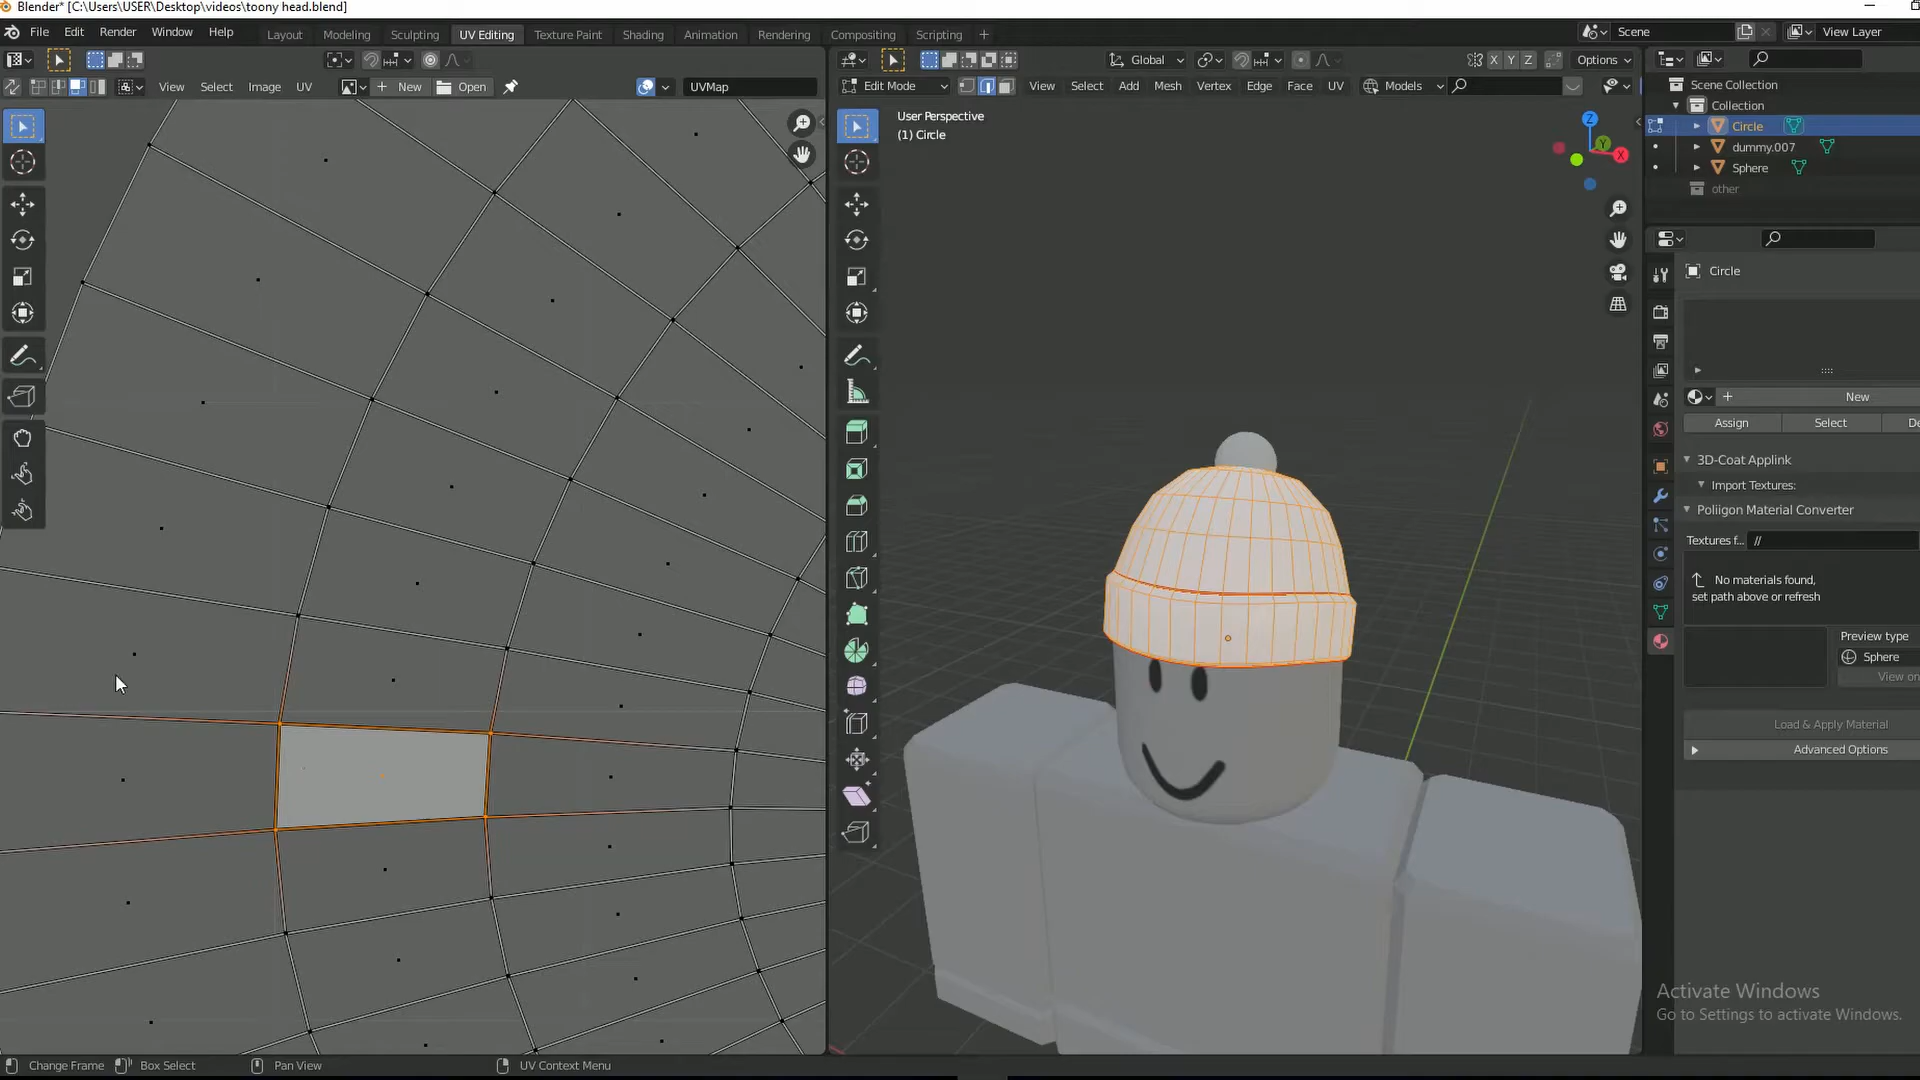 Blender* [C:\Users\USER\Desktop\videos\toony head.blend]
File Edit Render Window Help
Layout Modeling Sculpting UV Editing Texture Paint Shading Animation Rendering Compositing Scripting +
Scene
View Layer
Global
X Y Z
Options
View Select Image UV
New
Open
UVMap
Edit Mode
View Select Add Mesh Vertex Edge Face UV
Models
User Perspective
(1) Circle
Z
Y
X
Scene Collection
Collection
Circle
dummy.007
Sphere
other
Circle
New
Assign
Select
De
3D-Coat Applink
Import Textures:
Poliigon Material Converter
Textures f... //
No materials found,
set path above or refresh
Preview type
Sphere
View on
Load & Apply Material
Advanced Options
Activate Windows
Go to Settings to activate Windows.
Change Frame
Box Select
Pan View
UV Context Menu